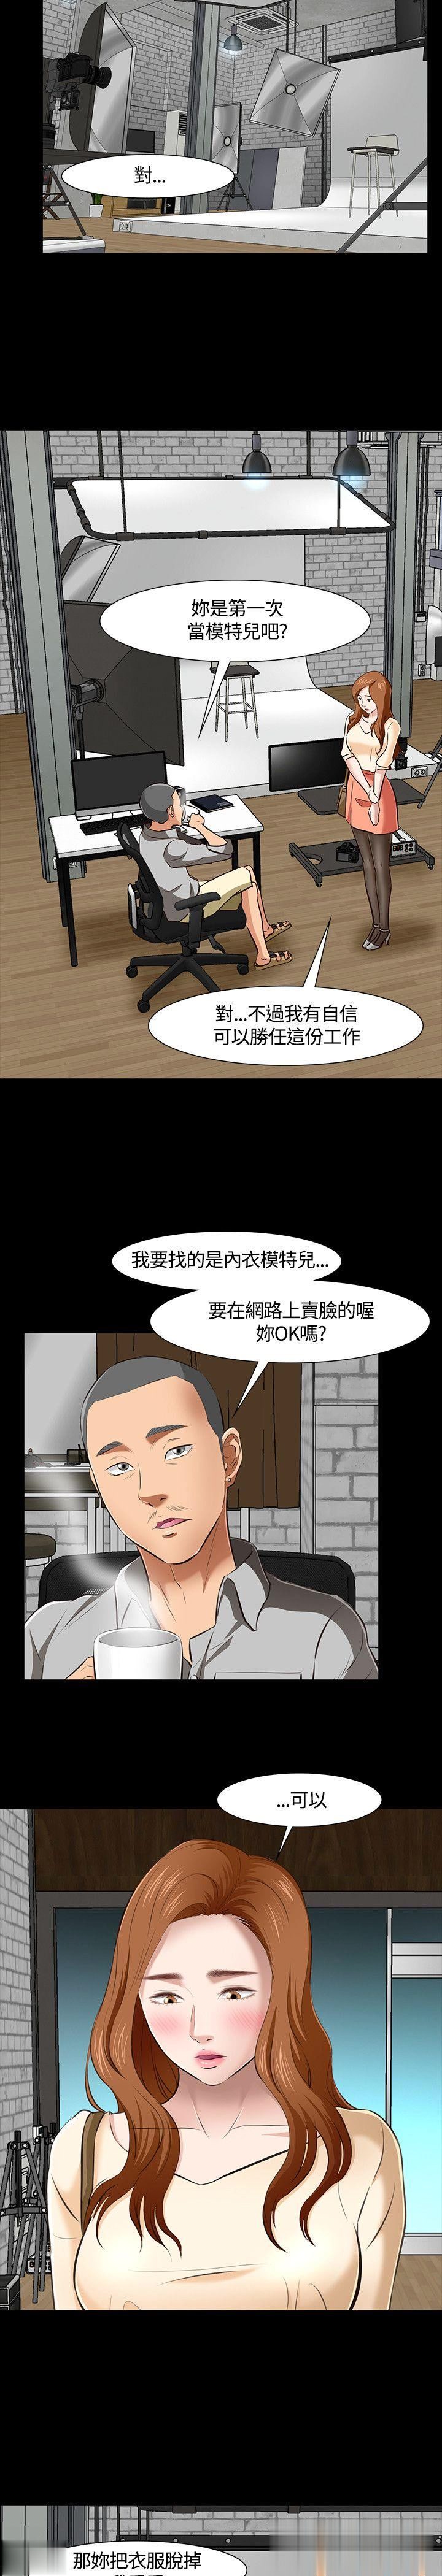 對...
妳是第一次
當模特兒吧?
對...不過我有自信
可以勝任這份工作
我要找的是內衣模特兒...
要在網路上賣臉的喔
妳OK嗎?
...可以
那妳把衣服脫掉